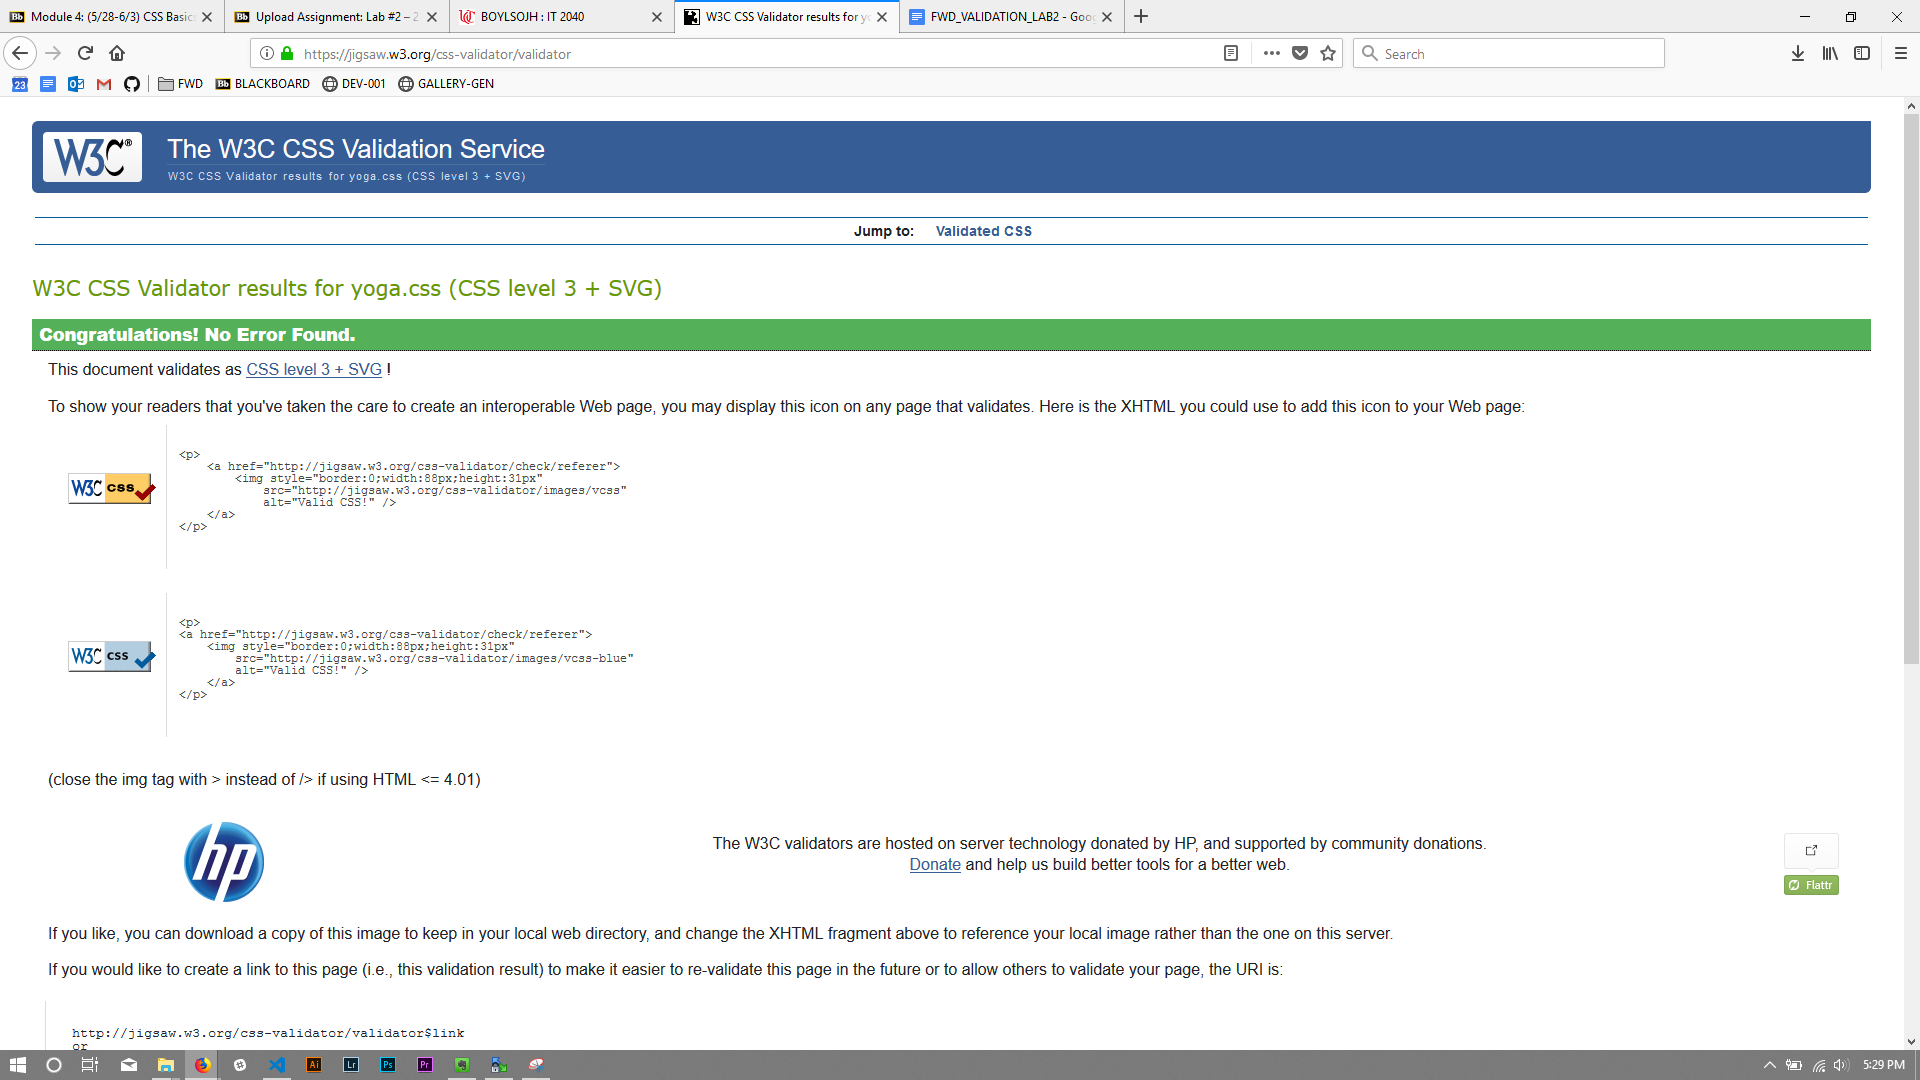 Module 4: (5/28-6/3) CSS Basic
Upload Assignment: Lab #2 – 2
BOYLSOJH : IT 2040
W3C CSS Validator results for yo
FWD_VALIDATION_LAB2 - Goo
https://jigsaw.w3.org/css-validator/validator
Search
23
FWD
Bb BLACKBOARD
DEV-001
GALLERY-GEN
W3C®
The W3C CSS Validation Service
W3C CSS Validator results for yoga.css (CSS level 3 + SVG)
Jump to: Validated CSS
W3C CSS Validator results for yoga.css (CSS level 3 + SVG)
Congratulations! No Error Found.
This document validates as CSS level 3 + SVG !
To show your readers that you've taken the care to create an interoperable Web page, you may display this icon on any page that validates. Here is the XHTML you could use to add this icon to your Web page:
W3C css
<p>
<a href="http://jigsaw.w3.org/css-validator/check/referer">
<img style="border:0;width:88px;height:31px"
src="http://jigsaw.w3.org/css-validator/images/vcss"
alt="Valid CSS!" />
</a>
</p>
W3C css
<p>
<a href="http://jigsaw.w3.org/css-validator/check/referer">
<img style="border:0;width:88px;height:31px"
src="http://jigsaw.w3.org/css-validator/images/vcss-blue"
alt="Valid CSS!" />
</a>
</p>
(close the img tag with > instead of /> if using HTML <= 4.01)
hp
The W3C validators are hosted on server technology donated by HP, and supported by community donations.
Donate and help us build better tools for a better web.
Flattr
If you like, you can download a copy of this image to keep in your local web directory, and change the XHTML fragment above to reference your local image rather than the one on this server.
If you would like to create a link to this page (i.e., this validation result) to make it easier to re-validate this page in the future or to allow others to validate your page, the URI is:
http://jigsaw.w3.org/css-validator/validator$link
or
Ai
Lr
Ps
Pr
5:29 PM